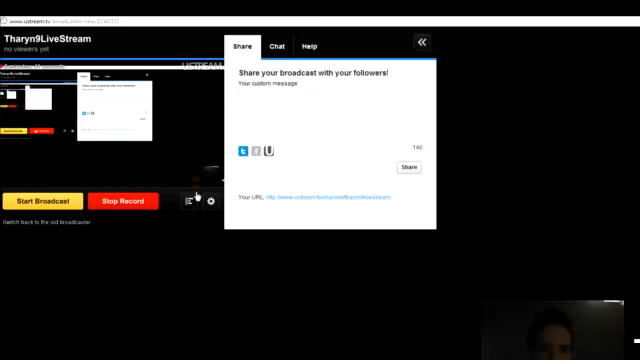 Tharyn9LiveStream
no viewers yet
USTREAM
Share
Chat
Help
Share your broadcast with your followers!
Your custom message
140
Share
Start Broadcast
Stop Record
Your URL:
Switch back to the old broadcaster